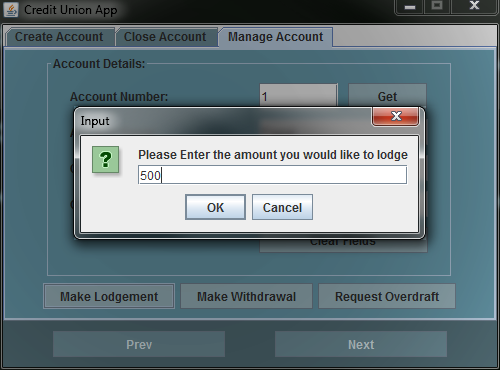 Credit Union App
Create Account Close Account Manage Account
Account Details:
Account Number: 1 Get
Input
Please Enter the amount you would like to lodge
?
500
OK Cancel
Clear Fields
Make Lodgement Make Withdrawal Request Overdraft
Prev Next